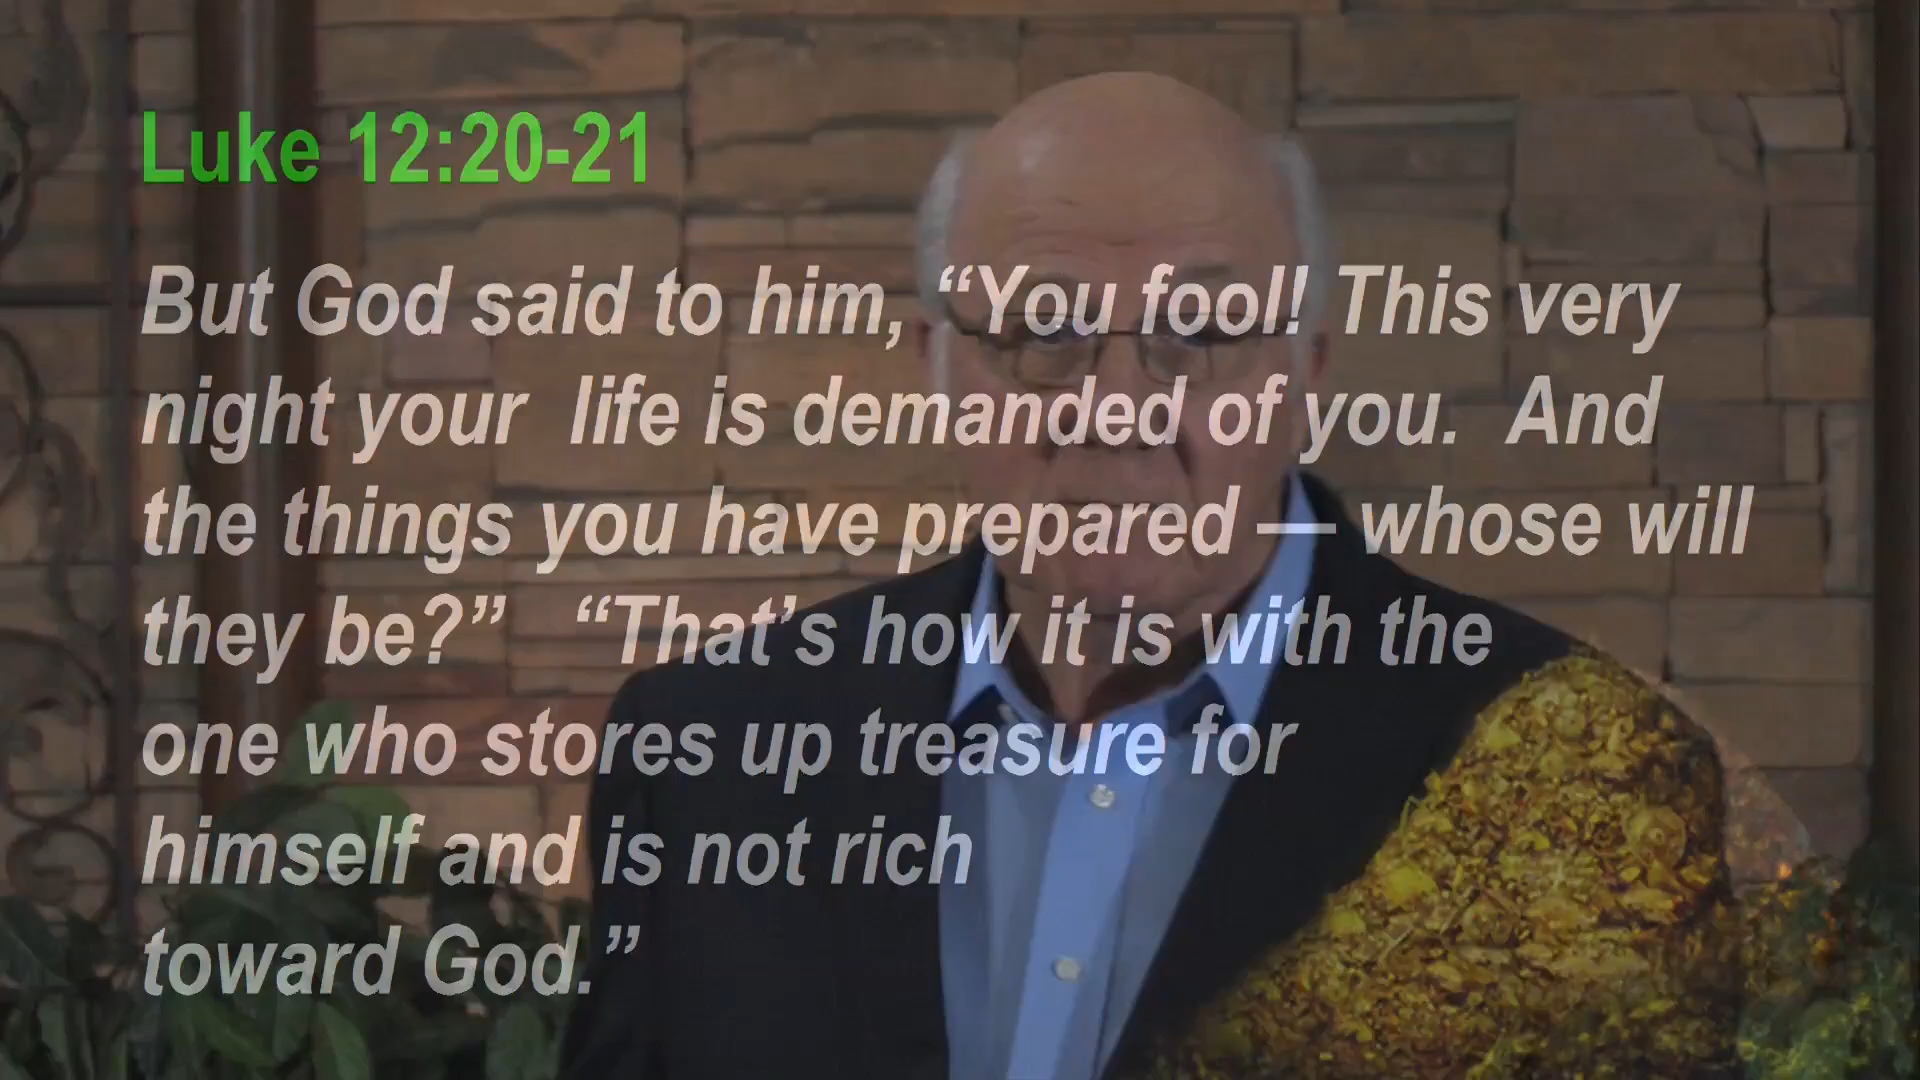 Luke 12:20-21
But God said to him, “You fool! This very
night your life is demanded of you. And
the things you have prepared — whose will
they be?” “That’s how it is with the
one who stores up treasure for
himself and is not rich
toward God.”